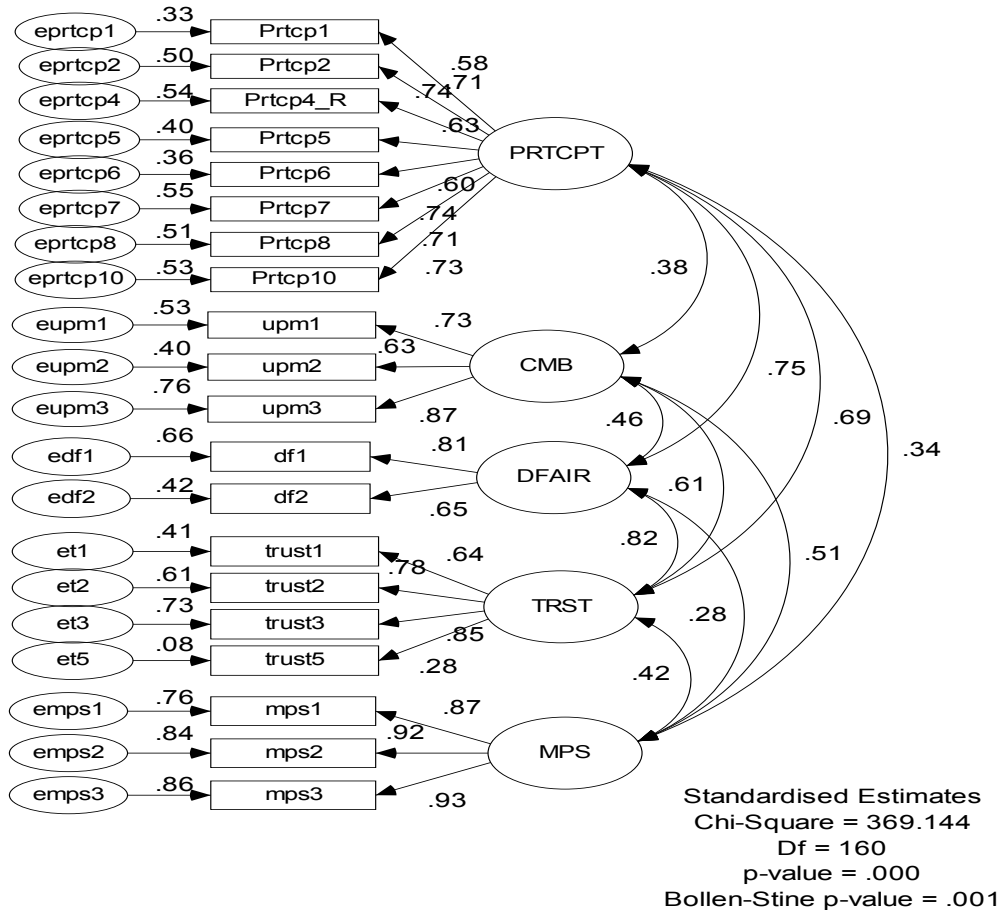 .33
eprtcp1 Prtcp1
.58
.50
eprtcp2 Prtcp2
.71
.74
.54
eprtcp4 Prtcp4_R
.63
.40
eprtcp5 Prtcp5
PRTCPT
.36
eprtcp6 Prtcp6
.60
.55
eprtcp7 Prtcp7
.74
.51
eprtcp8 Prtcp8
.71
.53
eprtcp10 Prtcp10
.73
.38
.53
eupm1 upm1
.73
.40
.63
eupm2 upm2
CMB
.75
.76
eupm3 upm3
.87
.46
.69
.34
.66
edf1 df1
.81
DFAIR
.42
edf2 df2
.65
.61
.82
.41
et1 trust1
.64
.51
.61
.78
et2 trust2
TRST
.73
et3 trust3
.85
.28
.08
et5 trust5
.28
.42
.76
emps1 mps1
.87
.84
.92
emps2 mps2
MPS
.86
emps3 mps3
.93
Standardised Estimates
Chi-Square = 369.144
Df = 160
p-value = .000
Bollen-Stine p-value = .001